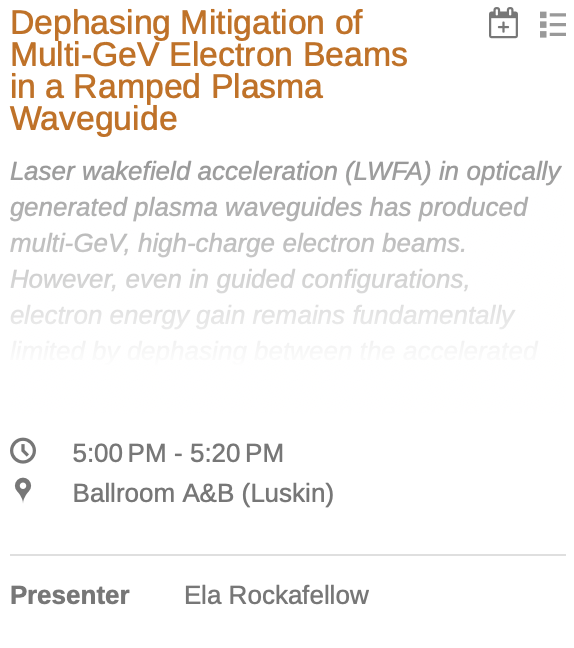 Dephasing Mitigation of
Multi-GeV Electron Beams
in a Ramped Plasma
Waveguide
Laser wakefield acceleration (LWFA) in optically
generated plasma waveguides has produced
multi-GeV, high-charge electron beams.
However, even in guided configurations,
electron energy gain remains fundamentally
limited by dephasing between the accelerated
5:00 PM - 5:20 PM
Ballroom A&B (Luskin)
Presenter Ela Rockafellow